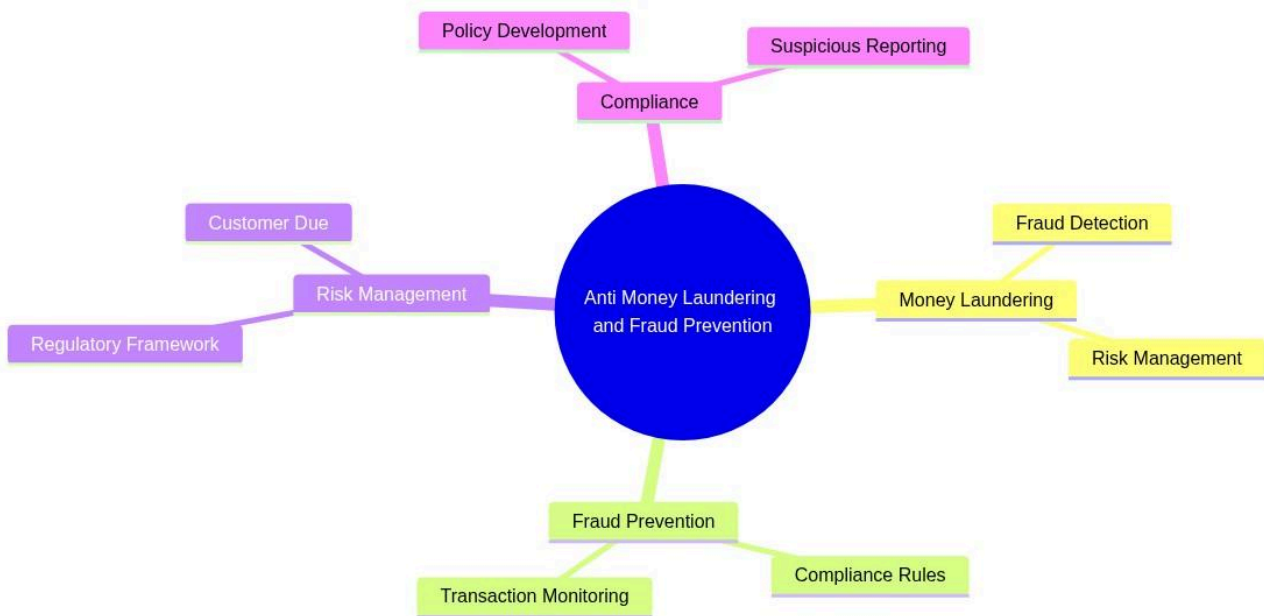 Policy Development
Suspicious Reporting
Compliance
Customer Due
Risk Management
Regulatory Framework
Anti Money Laundering
and Fraud Prevention
Fraud Detection
Money Laundering
Risk Management
Fraud Prevention
Transaction Monitoring
Compliance Rules